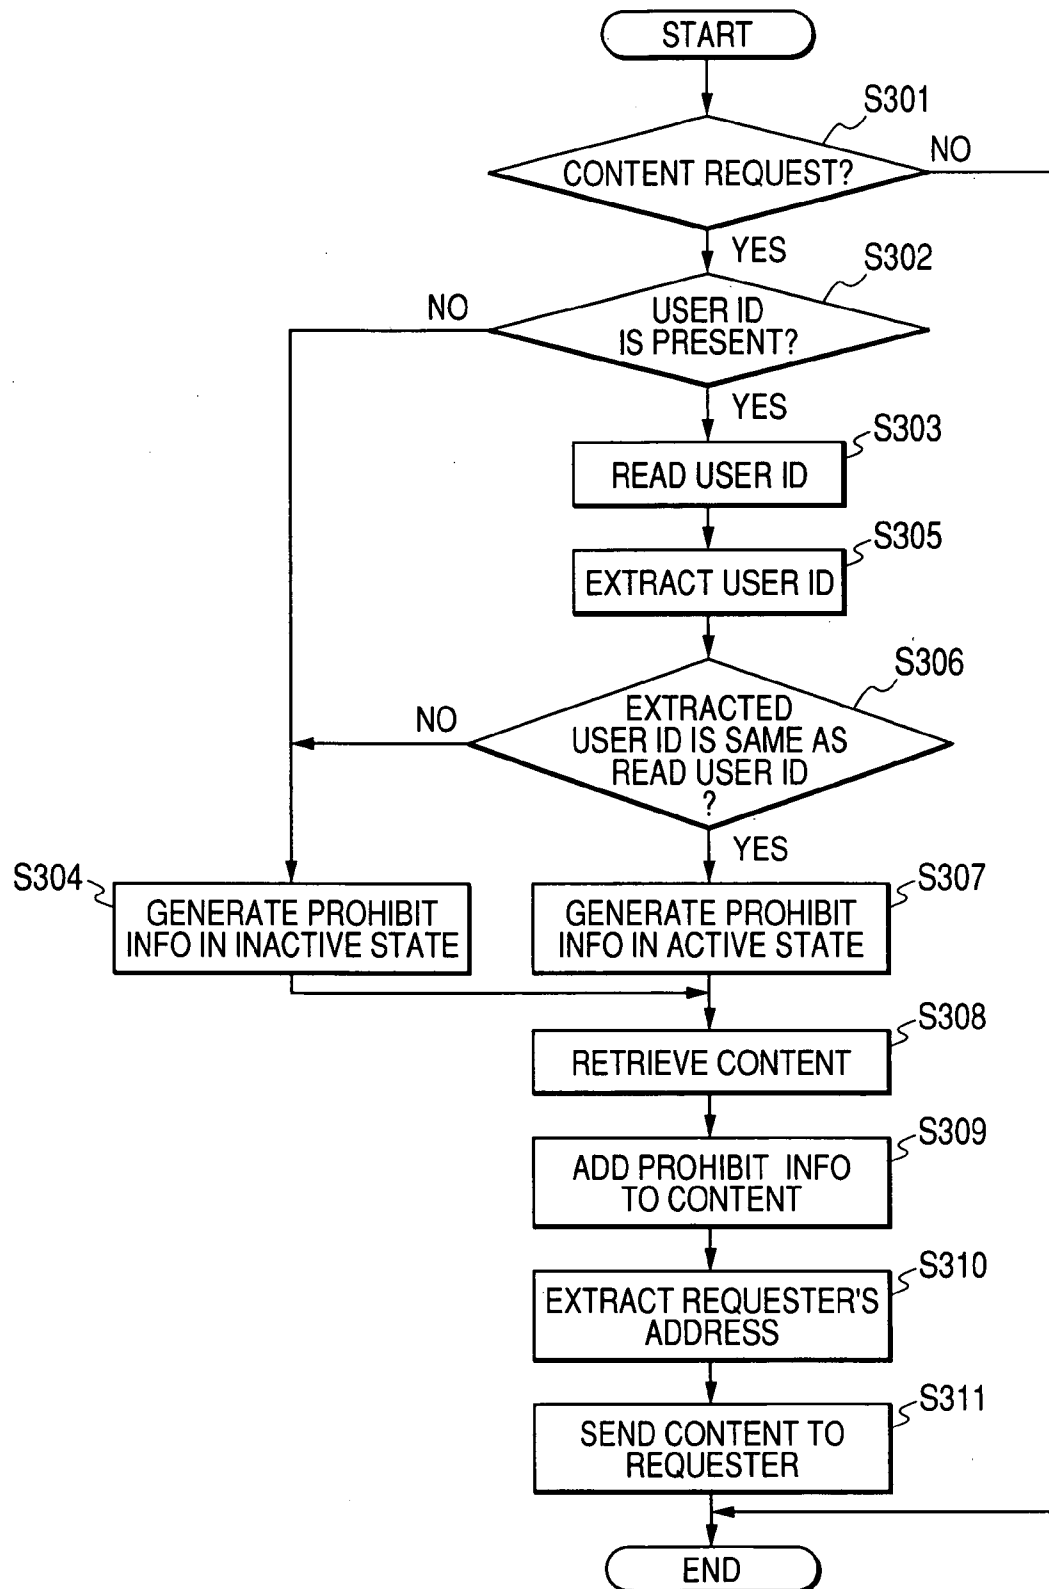 START
S301
CONTENT REQUEST?
NO
YES
S302
USER ID
IS PRESENT?
NO
YES
S303
READ USER ID
S305
EXTRACT USER ID
S306
EXTRACTED
USER ID IS SAME AS
READ USER ID
?
NO
YES
S304
GENERATE PROHIBIT
INFO IN INACTIVE STATE
S307
GENERATE PROHIBIT
INFO IN ACTIVE STATE
S308
RETRIEVE CONTENT
S309
ADD PROHIBIT INFO
TO CONTENT
S310
EXTRACT REQUESTER'S
ADDRESS
S311
SEND CONTENT TO
REQUESTER
END